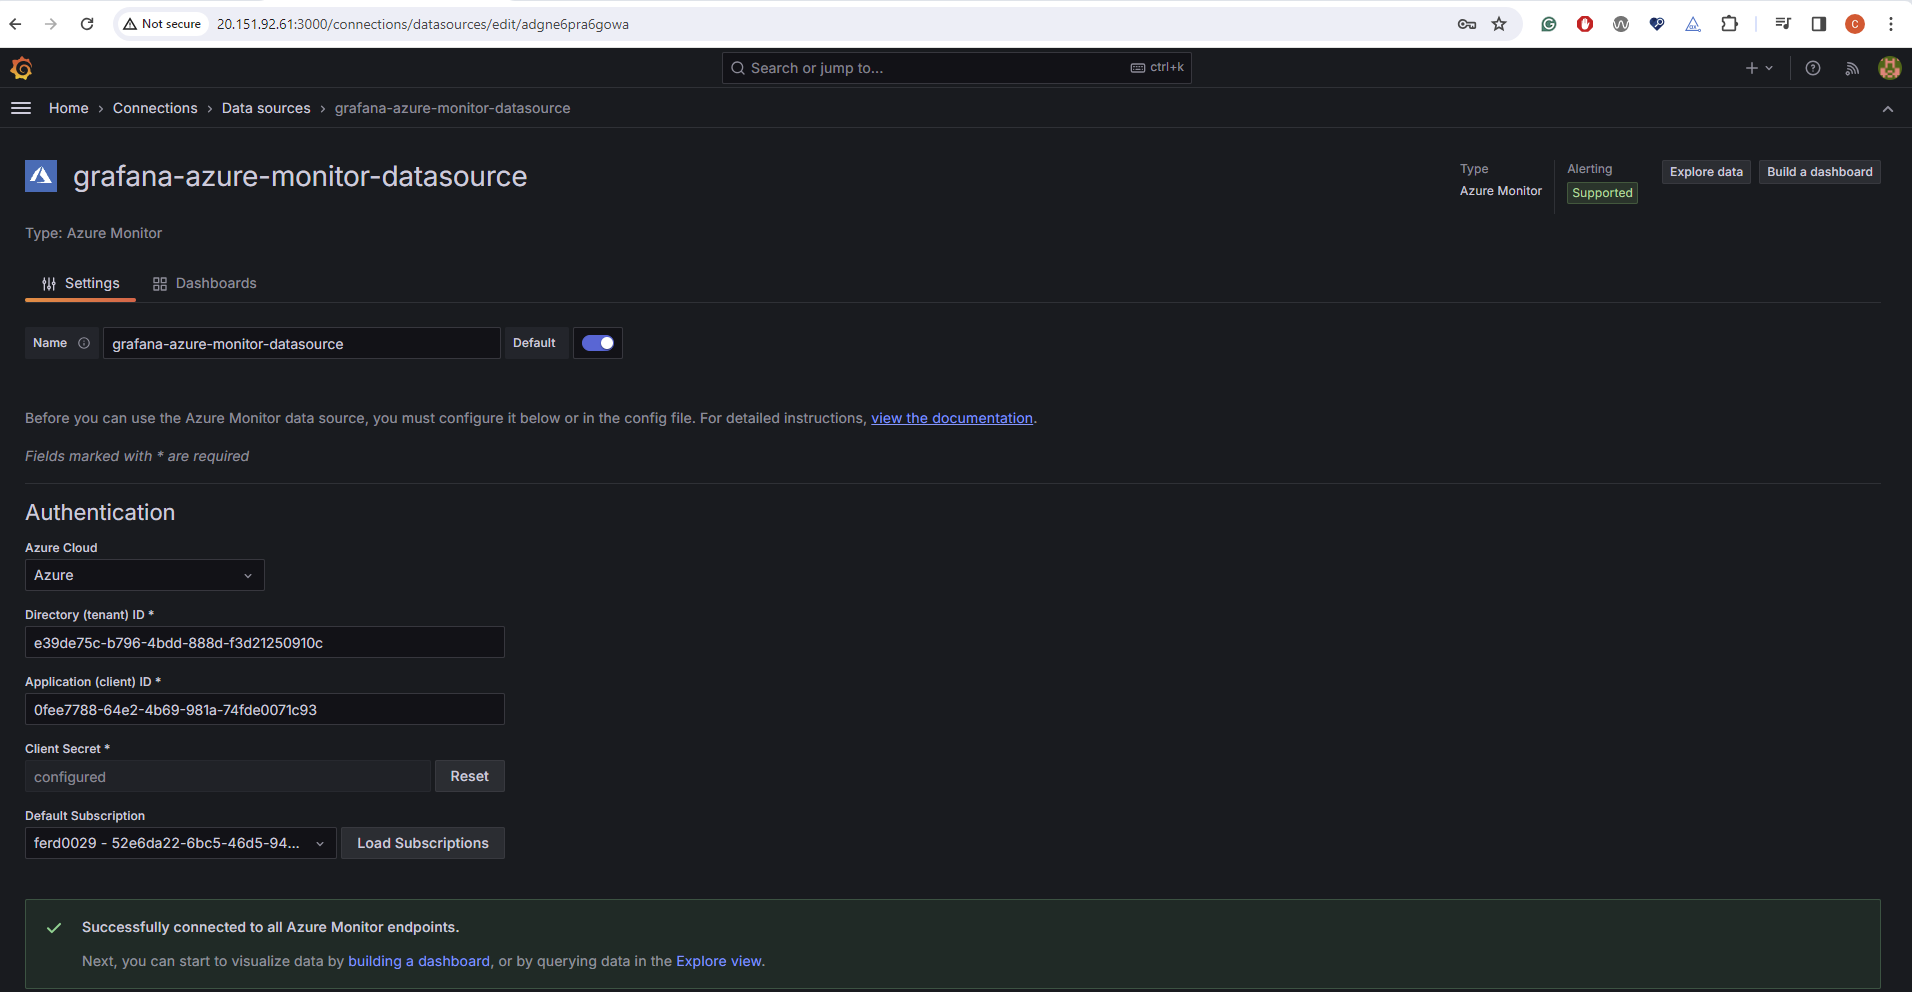 Not secure 20.151.92.61:3000/connections/datasources/edit/adgne6pra6gowa
Search or jump to... ctrl+k
Home › Connections › Data sources › grafana-azure-monitor-datasource
grafana-azure-monitor-datasource
Type
Azure Monitor
Alerting
Supported
Explore data
Build a dashboard
Type: Azure Monitor
Settings Dashboards
Name grafana-azure-monitor-datasource Default
Before you can use the Azure Monitor data source, you must configure it below or in the config file. For detailed instructions, view the documentation.
Fields marked with * are required
Authentication
Azure Cloud
Azure
Directory (tenant) ID *
e39de75c-b796-4bdd-888d-f3d21250910c
Application (client) ID *
0fee7788-64e2-4b69-981a-74fde0071c93
Client Secret *
configured Reset
Default Subscription
ferd0029 - 52e6da22-6bc5-46d5-94... Load Subscriptions
Successfully connected to all Azure Monitor endpoints.
Next, you can start to visualize data by building a dashboard, or by querying data in the Explore view.